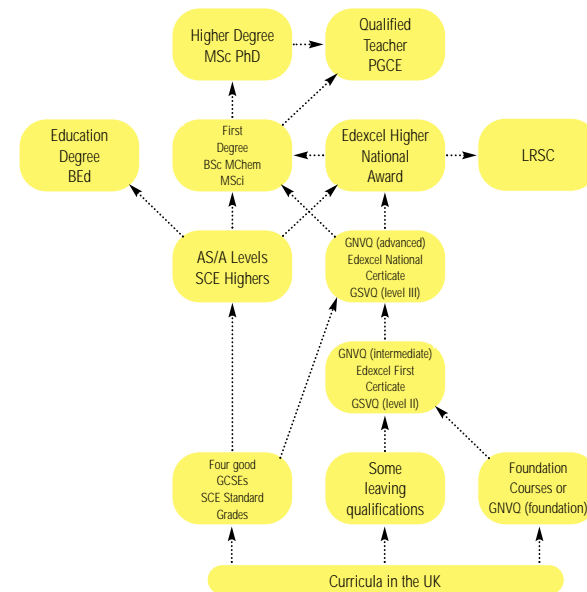 Higher Degree
MSc PhD
Qualified
Teacher
PGCE
Education
Degree
BEd
First
Degree
BSc MChem
MSci
Edexcel Higher
National
Award
LRSC
AS/A Levels
SCE Highers
GNVQ (advanced)
Edexcel National
Certicate
GSVQ (level III)
GNVQ (intermediate)
Edexcel First
Certicate
GSVQ (level II)
Four good
GCSEs
SCE Standard
Grades
Some
leaving
qualifications
Foundation
Courses or
GNVQ (foundation)
Curricula in the UK